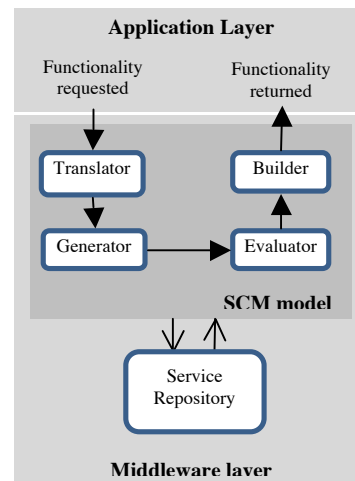 Application Layer
Functionality
requested
Functionality
returned
Translator
Builder
Generator
Evaluator
SCM model
Service
Repository
Middleware layer